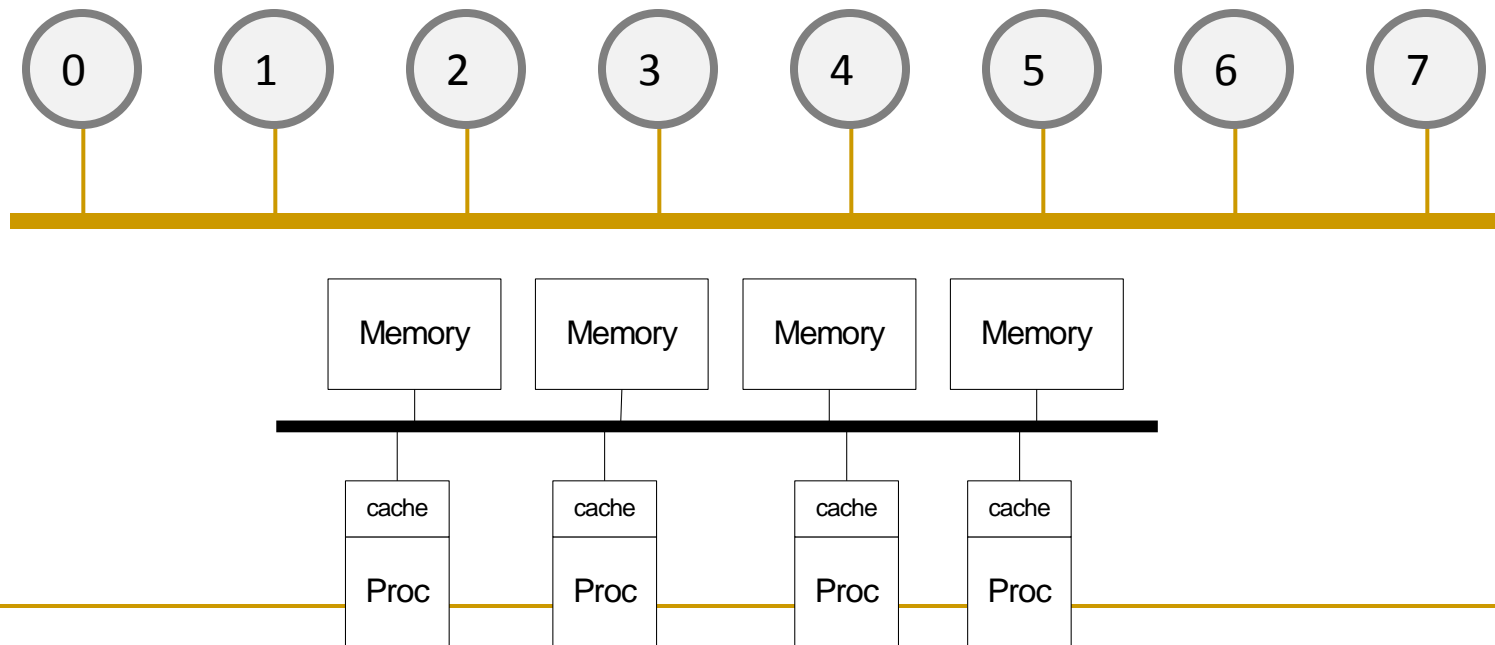 0 1 2 3 4 5 6 7
Memory Memory Memory Memory
cache cache cache cache
Proc Proc Proc Proc